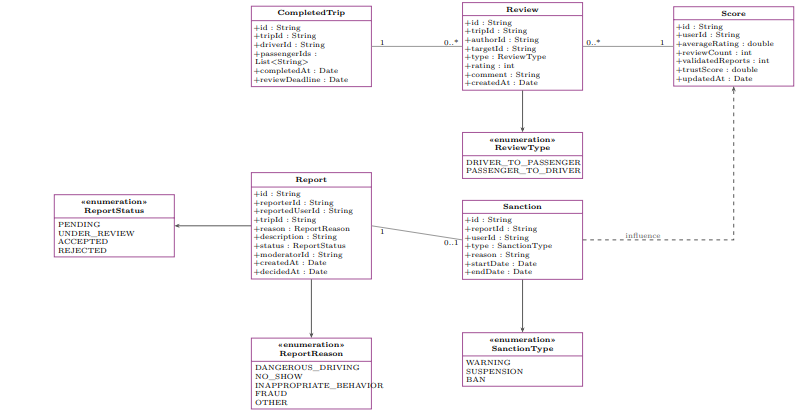 CompletedTrip
+id : String
+tripId : String
+driverId : String
+passengerIds :
List<String>
+completedAt : Date
+reviewDeadline : Date
1
0..*
Review
+id : String
+tripId : String
+authorId : String
+targetId : String
+type : ReviewType
+rating : int
+comment : String
+createdAt : Date
0..*
1
Score
+id : String
+userId : String
+averageRating : double
+reviewCount : int
+validatedReports : int
+trustScore : double
+updatedAt : Date
«enumeration»
ReviewType
DRIVER_TO_PASSENGER
PASSENGER_TO_DRIVER
«enumeration»
ReportStatus
PENDING
UNDER_REVIEW
ACCEPTED
REJECTED
Report
+id : String
+reporterId : String
+reportedUserId : String
+tripId : String
+reason : ReportReason
+description : String
+status : ReportStatus
+moderatorId : String
+createdAt : Date
+decidedAt : Date
1
0..1
Sanction
+id : String
+reportId : String
+userId : String
+type : SanctionType
+reason : String
+startDate : Date
+endDate : Date
influence
«enumeration»
ReportReason
DANGEROUS_DRIVING
NO_SHOW
INAPPROPRIATE_BEHAVIOR
FRAUD
OTHER
«enumeration»
SanctionType
WARNING
SUSPENSION
BAN